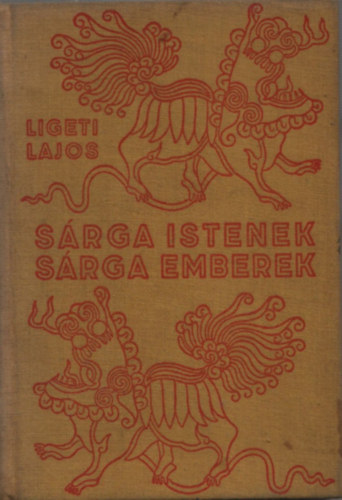 LIGETI
LAJOS
SÁRGA ISTENEK
SÁRGA EMBEREK